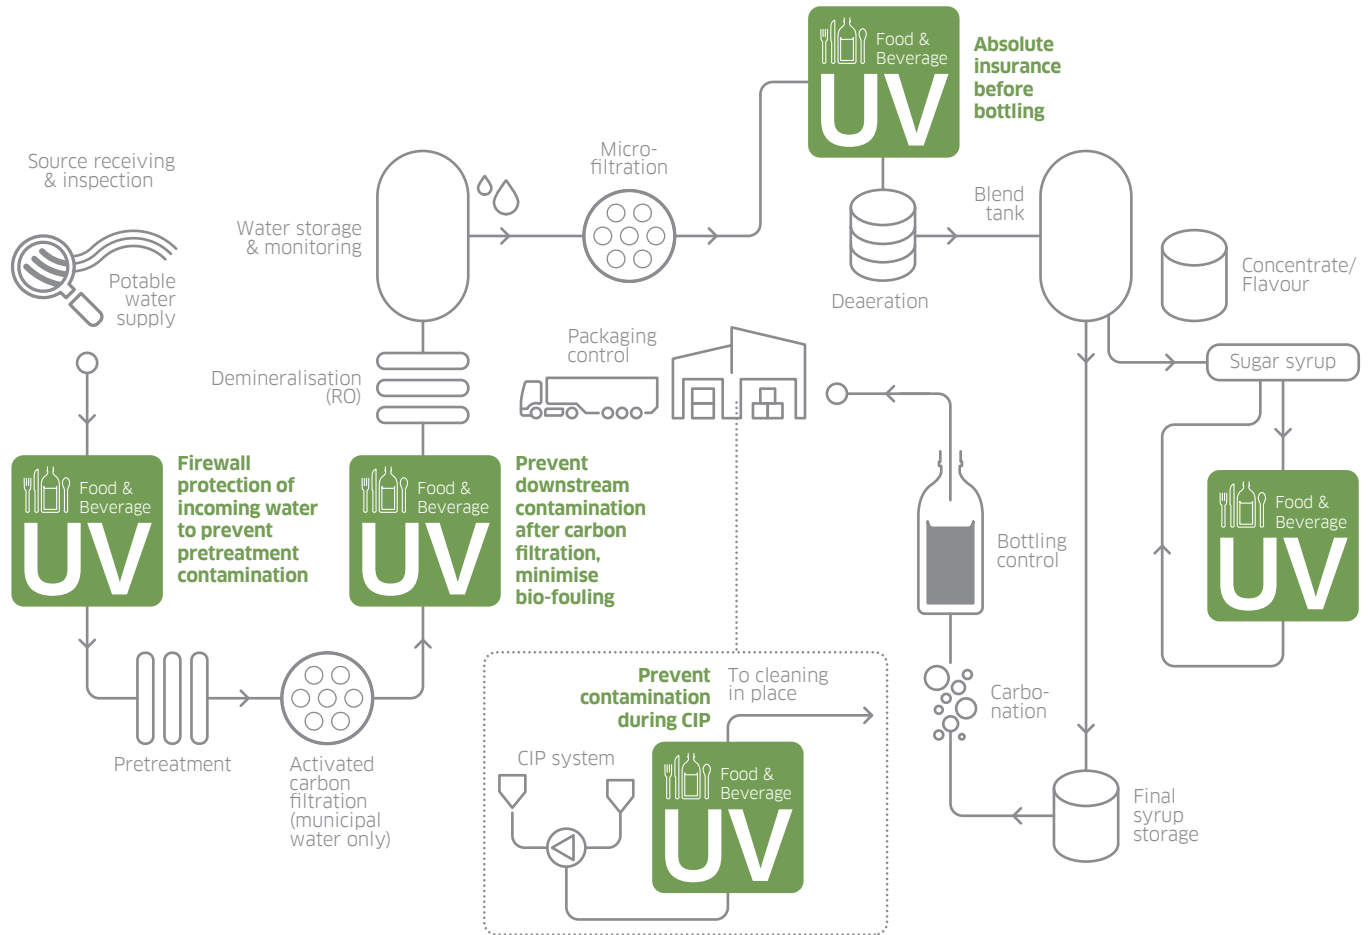 Food &
Beverage
UV
Absolute
insurance
before
bottling
Source receiving
& inspection
Potable
water
supply
Water storage
& monitoring
Micro-
filtration
Blend
tank
Deaeration
Concentrate/
Flavour
Packaging
control
Demineralisation
(RO)
Sugar syrup
Food &
Beverage
UV
Firewall
protection of
incoming water
to prevent
pretreatment
contamination
Food &
Beverage
UV
Prevent
downstream
contamination
after carbon
filtration,
minimise
bio-fouling
Bottling
control
Food &
Beverage
UV
Pretreatment
Activated
carbon
filtration
(municipal
water only)
Prevent
contamination
during CIP
To cleaning
in place
CIP system
Food &
Beverage
UV
Carbo-
nation
Final
syrup
storage